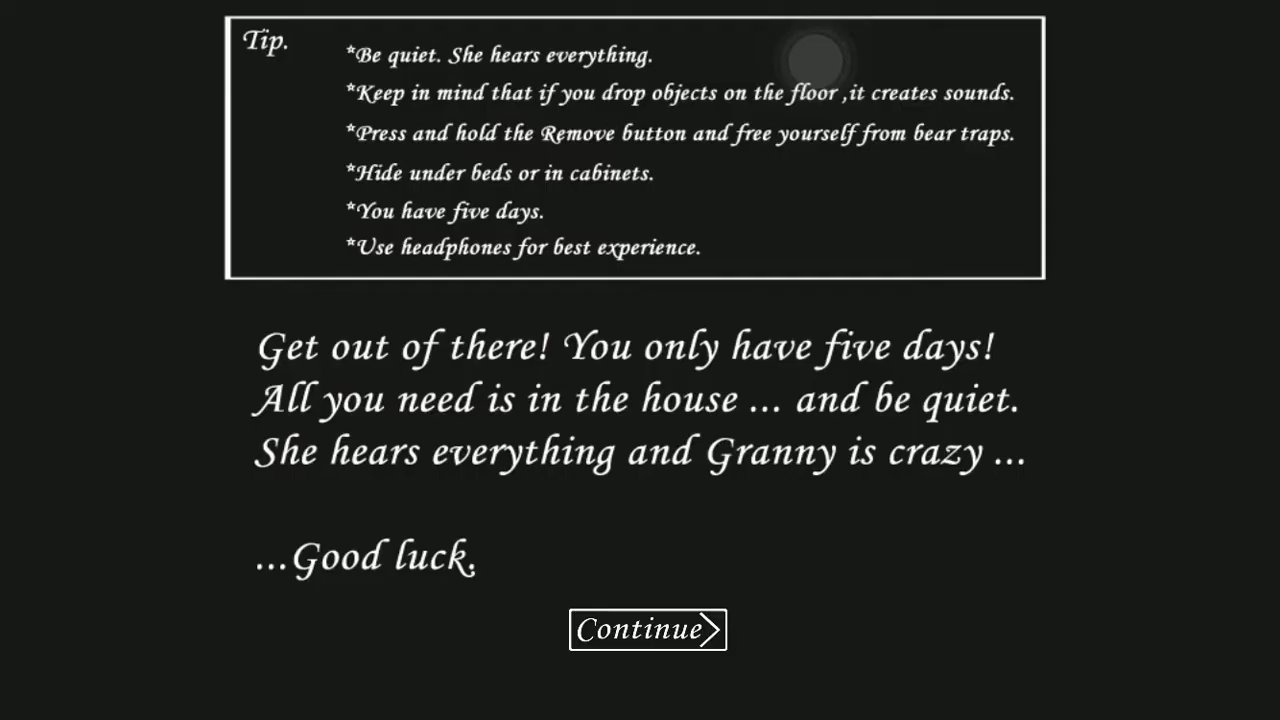 Tip.
*Be quiet. She hears everything.
*Keep in mind that if you drop objects on the floor ,it creates sounds.
*Press and hold the Remove button and free yourself from bear traps.
*Hide under beds or in cabinets.
*You have five days.
*Use headphones for best experience.
Get out of there! You only have five days!
All you need is in the house ... and be quiet.
She hears everything and Granny is crazy ...
...Good luck.
Continue